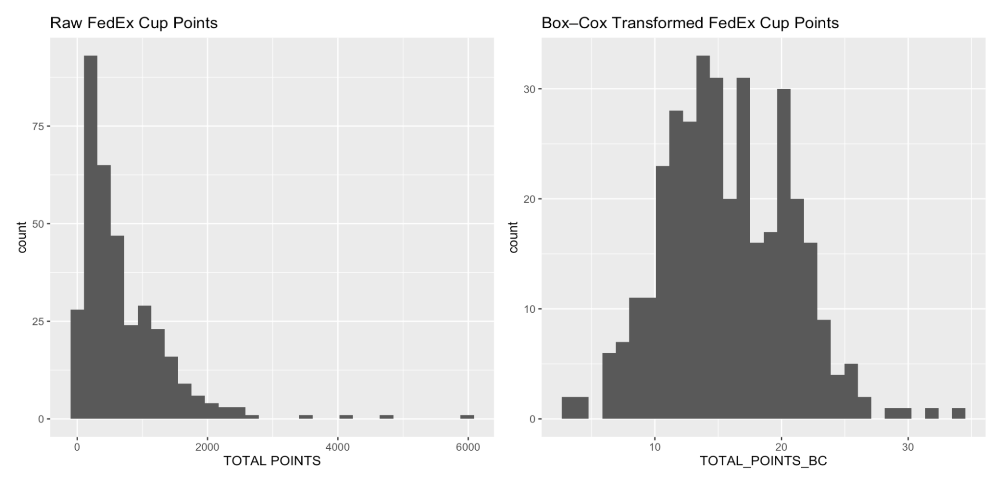 Raw FedEx Cup Points
75
50
25
0
count
0 2000 4000 6000
TOTAL POINTS
Box–Cox Transformed FedEx Cup Points
30
20
10
0
count
10 20 30
TOTAL_POINTS_BC